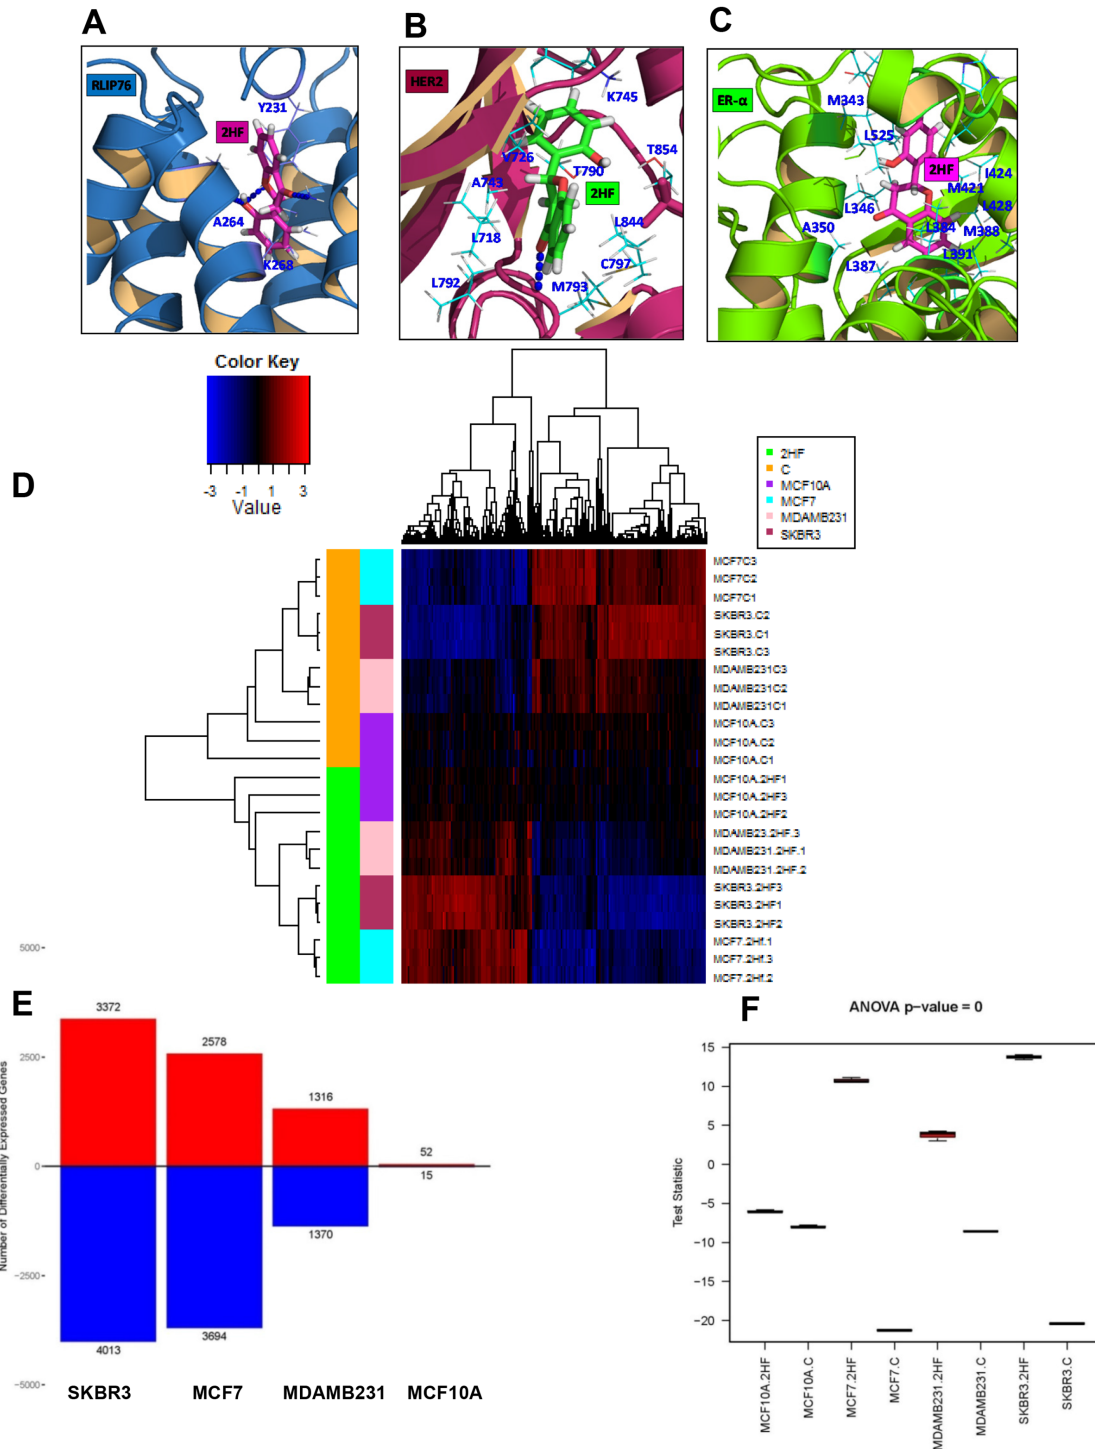 A
B
C
RLIP76
Y231
2HF
A264
K268
HER2
K745
V726
T790
T854
A743
2HF
L718
L844
L792
C797
M793
ER-α
M343
L525
2HF
I424
M421
L346
L428
L384
A350
M388
L391
L387
Color Key
-3 -1 1 3
Value
D
2HF
C
MCF10A
MCF7
MDAMB231
SKBR3
MCF7C3
MCF7C2
MCF7C1
SKBR3.C2
SKBR3.C1
SKBR3.C3
MDAMB231C3
MDAMB231C2
MDAMB231C1
MCF10A.C3
MCF10A.C2
MCF10A.C1
MCF10A.2HF1
MCF10A.2HF3
MCF10A.2HF2
MDAMB23.2HF.3
MDAMB231.2HF.1
MDAMB231.2HF.2
SKBR3.2HF3
SKBR3.2HF1
SKBR3.2HF2
MCF7.2Hf.1
MCF7.2Hf.3
MCF7.2Hf.2
E
Number of Differentially Expressed Genes
5000
2500
0
−2500
−5000
3372
2578
1316
52
15
1370
3694
4013
SKBR3 MCF7 MDAMB231 MCF10A
F
ANOVA p−value = 0
Test Statistic
15
10
5
0
−5
−10
−15
−20
MCF10A.2HF
MCF10A.C
MCF7.2HF
MCF7.C
MDAMB231.2HF
MDAMB231.C
SKBR3.2HF
SKBR3.C